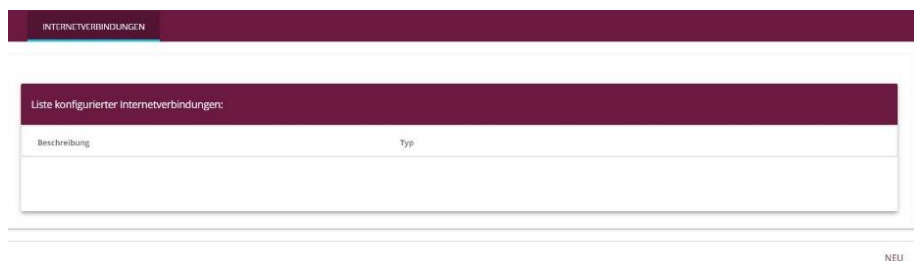 INTERNETVERBINDUNGEN
Liste konfigurierter Internetverbindungen:
Beschreibung Typ
NEU